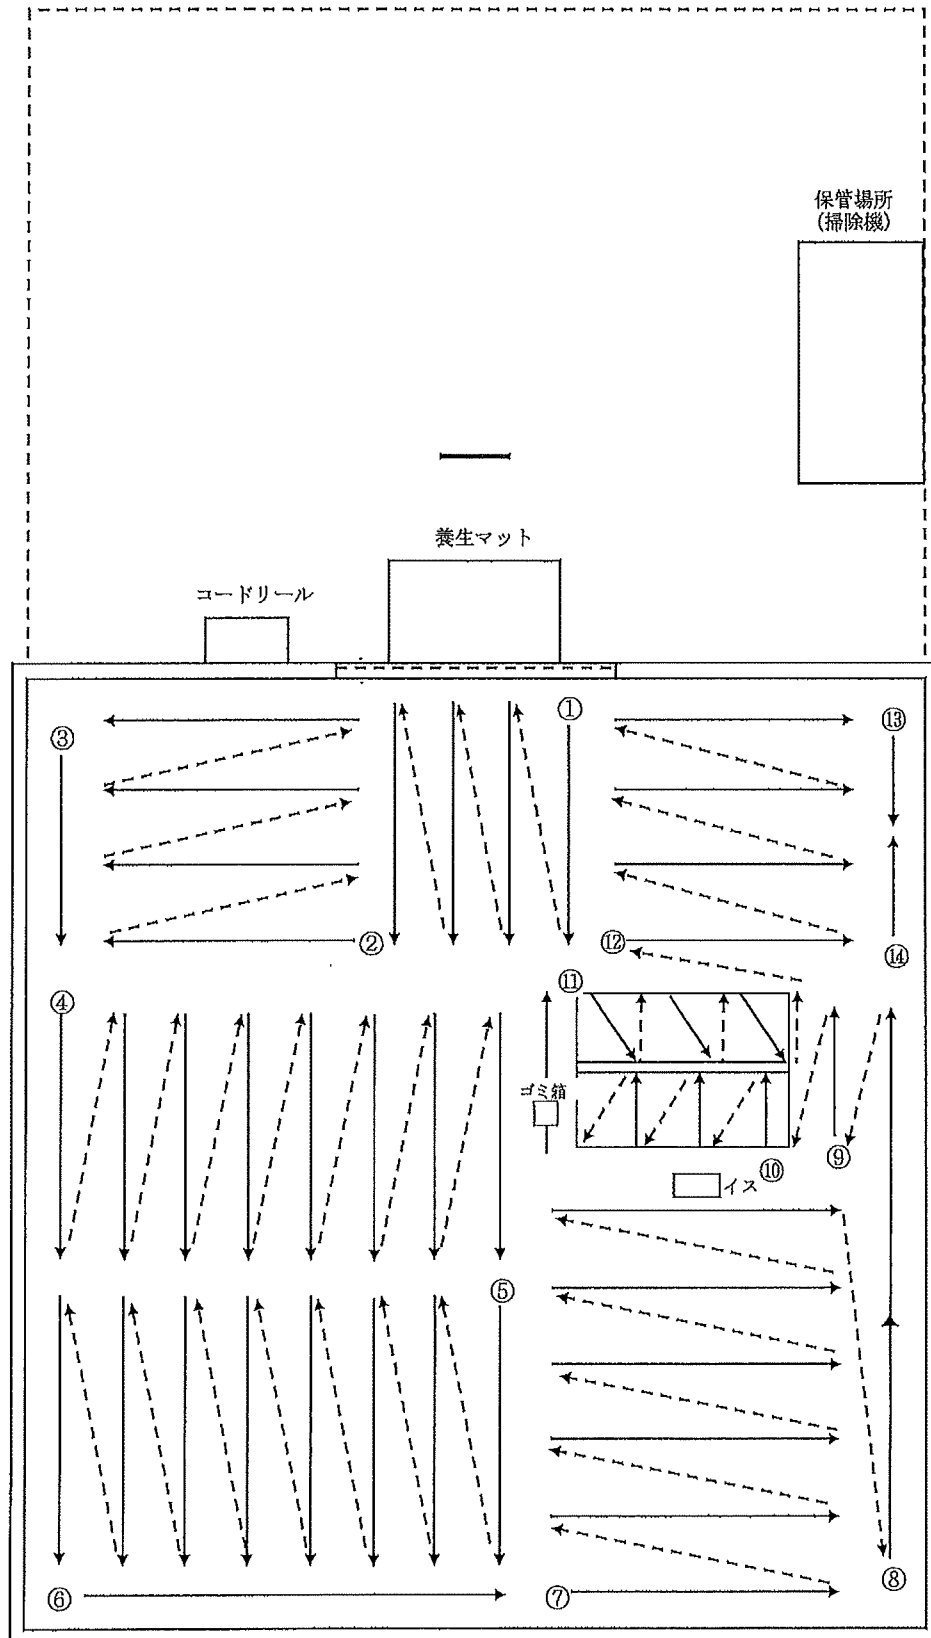 保管場所
(掃除機)
養生マット
コードリール
①
③
⑬
②
⑫
⑭
⑪
④
ゴミ箱
⑨
⑩
イス
⑤
⑧
⑥
⑦